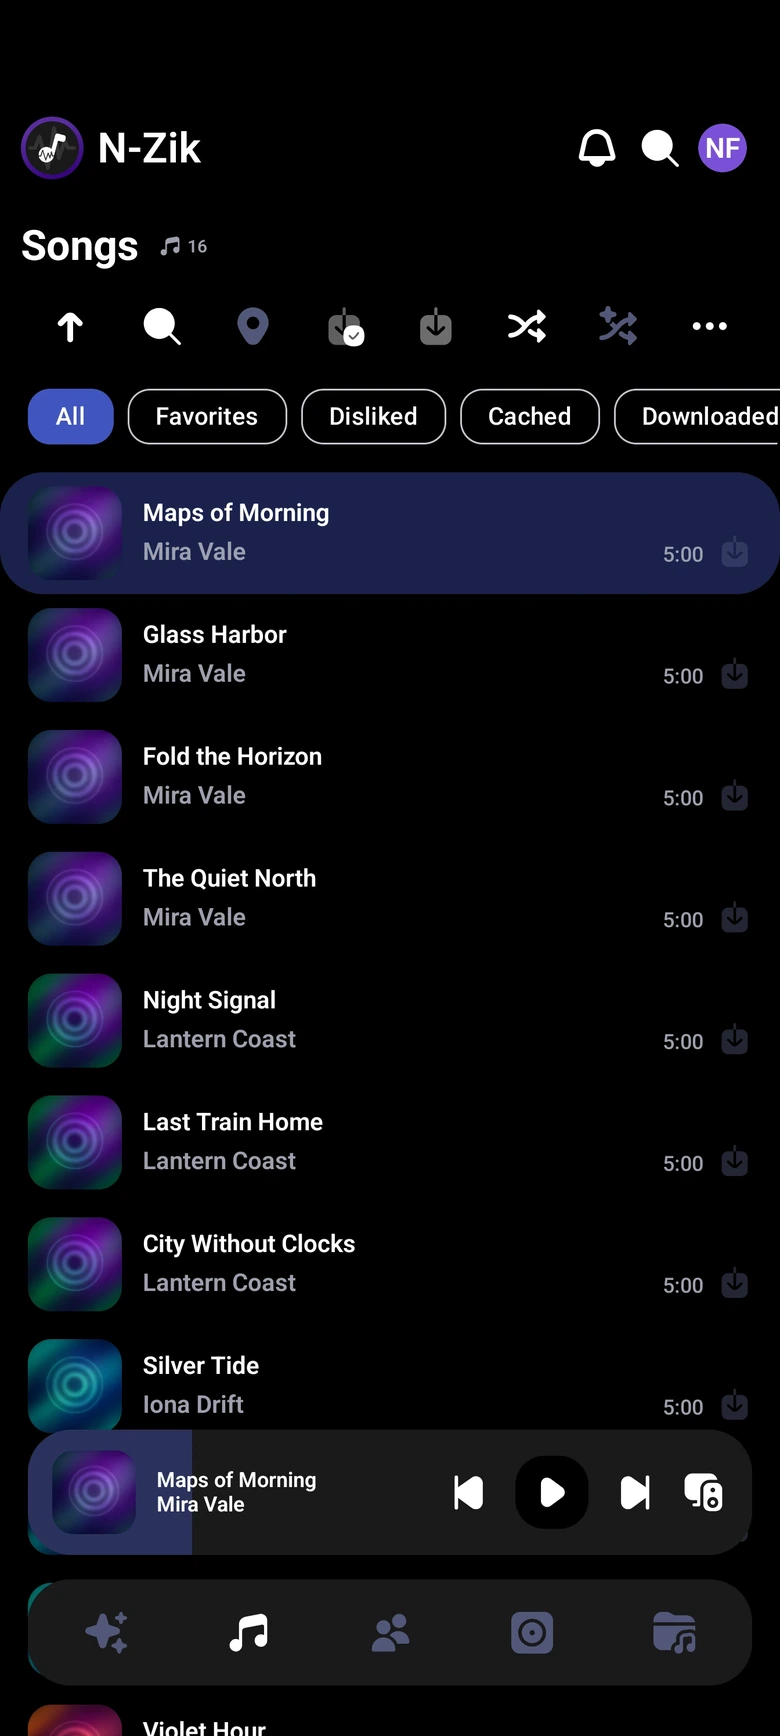 N-Zik
NF
Songs
16
All
Favorites
Disliked
Cached
Downloaded
Maps of Morning
Mira Vale
5:00
Glass Harbor
Mira Vale
5:00
Fold the Horizon
Mira Vale
5:00
The Quiet North
Mira Vale
5:00
Night Signal
Lantern Coast
5:00
Last Train Home
Lantern Coast
5:00
City Without Clocks
Lantern Coast
5:00
Silver Tide
Iona Drift
5:00
Maps of Morning
Mira Vale
Violet Hour